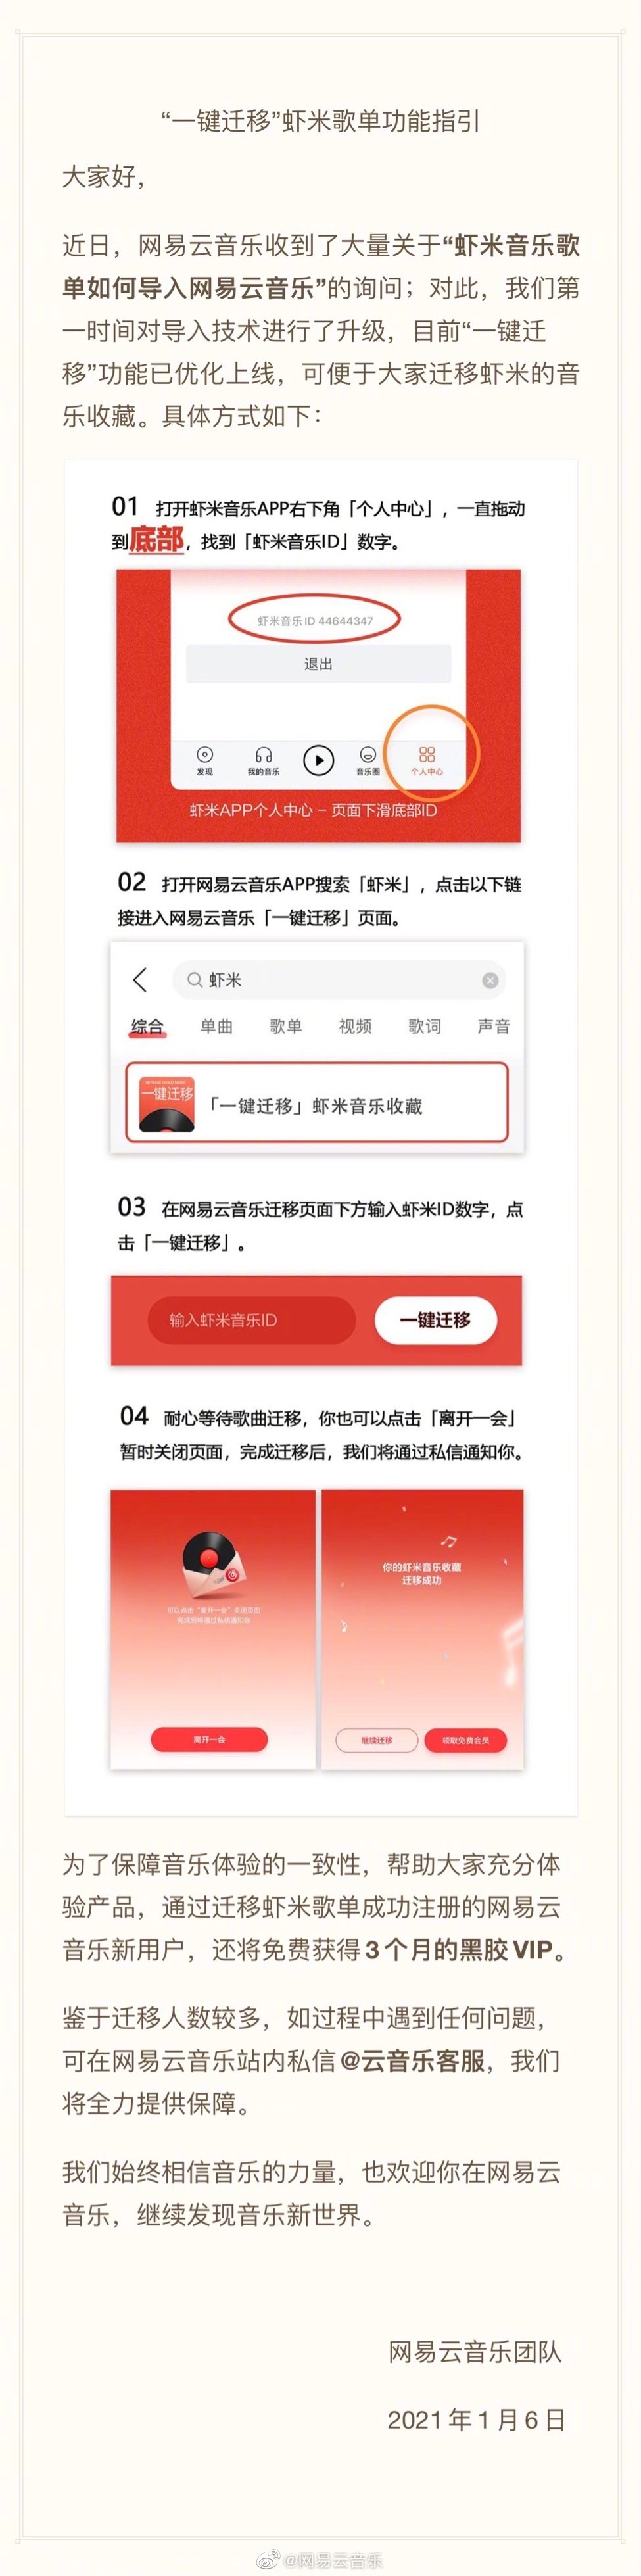 “一键迁移”虾米歌单功能指引
大家好，
近日，网易云音乐收到了大量关于“虾米音乐歌
单如何导入网易云音乐”的询问；对此，我们第
一时间对导入技术进行了升级，目前“一键迁
移”功能已优化上线，可便于大家迁移虾米的音
乐收藏。具体方式如下：
01 打开虾米音乐APP右下角「个人中心」，一直拖动
到底部，找到「虾米音乐ID」数字。
虾米音乐ID 44644347
退出
发现 我的音乐 音乐圈 个人中心
虾米APP个人中心 – 页面下滑底部ID
02 打开网易云音乐APP搜索「虾米」，点击以下链
接进入网易云音乐「一键迁移」页面。
虾米
综合 单曲 歌单 视频 歌词 声音
一键迁移
「一键迁移」虾米音乐收藏
03 在网易云音乐迁移页面下方输入虾米ID数字，点
击「一键迁移」。
输入虾米音乐ID 一键迁移
04 耐心等待歌曲迁移，你也可以点击「离开一会」
暂时关闭页面，完成迁移后，我们将通过私信通知你。
可以点击“离开一会”关闭页面
离开一会
你的虾米音乐收藏
迁移成功
继续迁移 领取免费会员
为了保障音乐体验的一致性，帮助大家充分体
验产品，通过迁移虾米歌单成功注册的网易云
音乐新用户，还将免费获得 3 个月的黑胶 VIP。
鉴于迁移人数较多，如过程中遇到任何问题，
可在网易云音乐站内私信 @云音乐客服，我们
将全力提供保障。
我们始终相信音乐的力量，也欢迎你在网易云
音乐，继续发现音乐新世界。
网易云音乐团队
2021 年 1 月 6 日
@网易云音乐